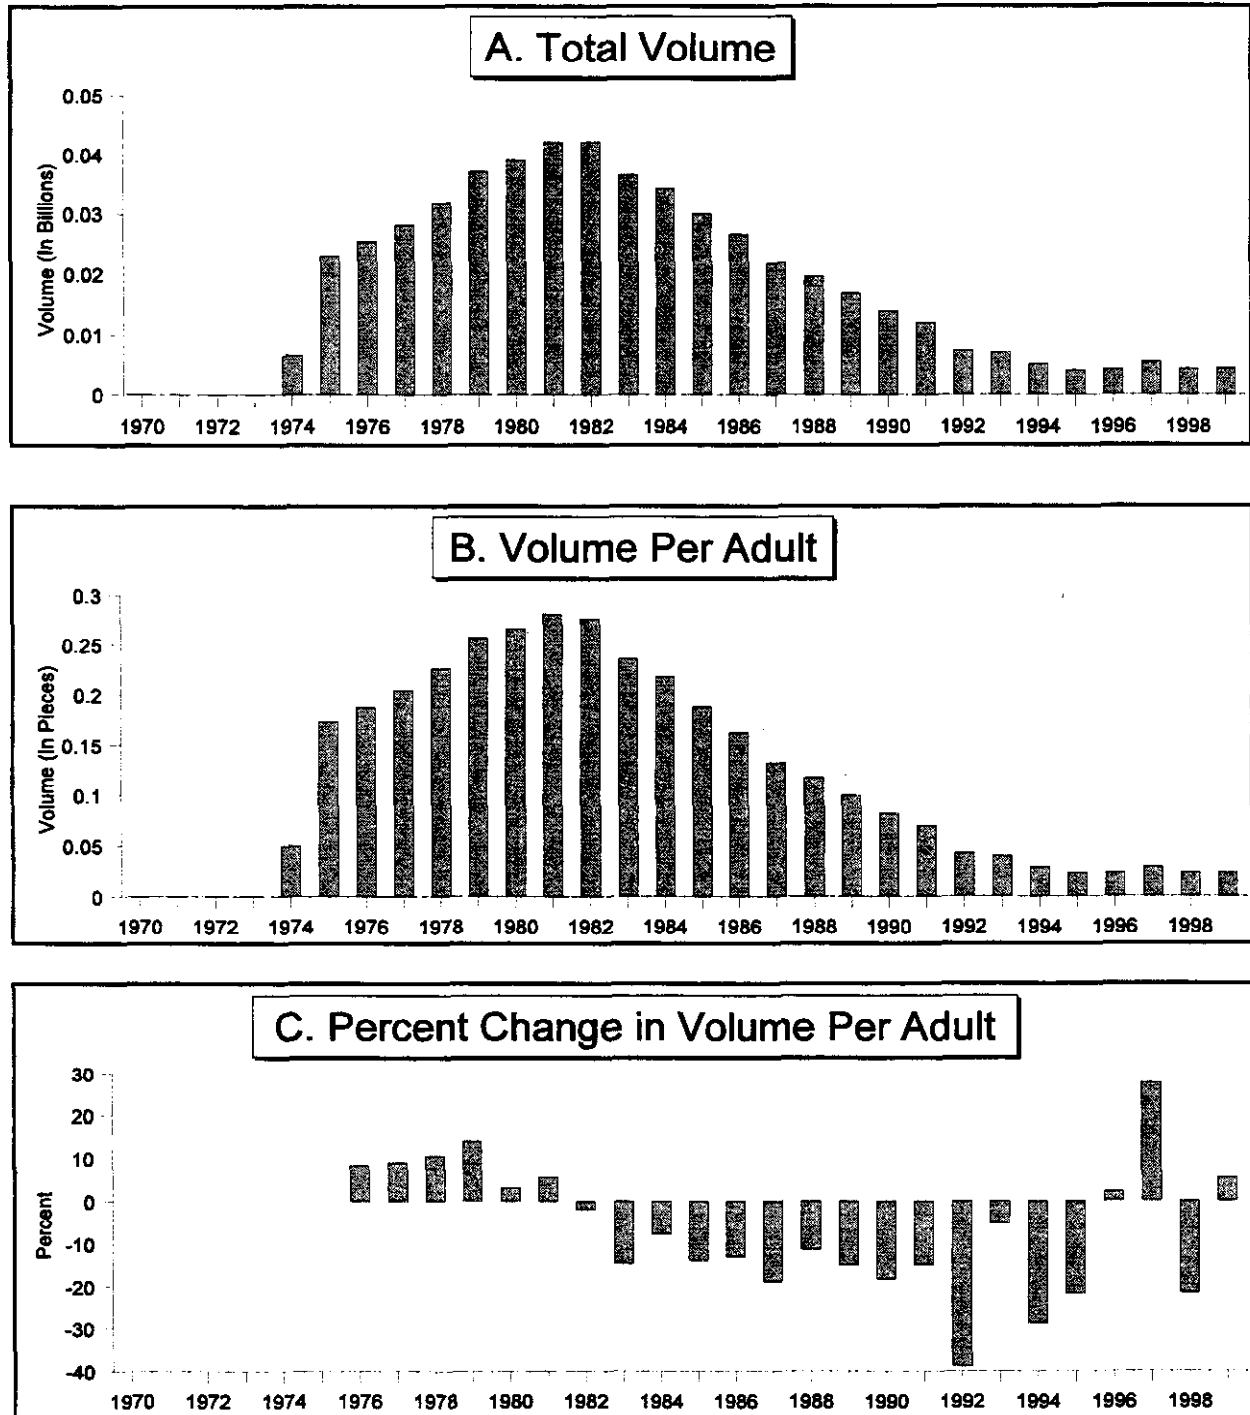 A. Total Volume
Volume (In Billions)
0.05
0.04
0.03
0.02
0.01
0
1970 1972 1974 1976 1978 1980 1982 1984 1986 1988 1990 1992 1994 1996 1998
B. Volume Per Adult
Volume (In Pieces)
0.3
0.25
0.2
0.15
0.1
0.05
0
1970 1972 1974 1976 1978 1980 1982 1984 1986 1988 1990 1992 1994 1996 1998
C. Percent Change in Volume Per Adult
Percent
30
20
10
0
-10
-20
-30
-40
1970 1972 1974 1976 1978 1980 1982 1984 1986 1988 1990 1992 1994 1996 1998